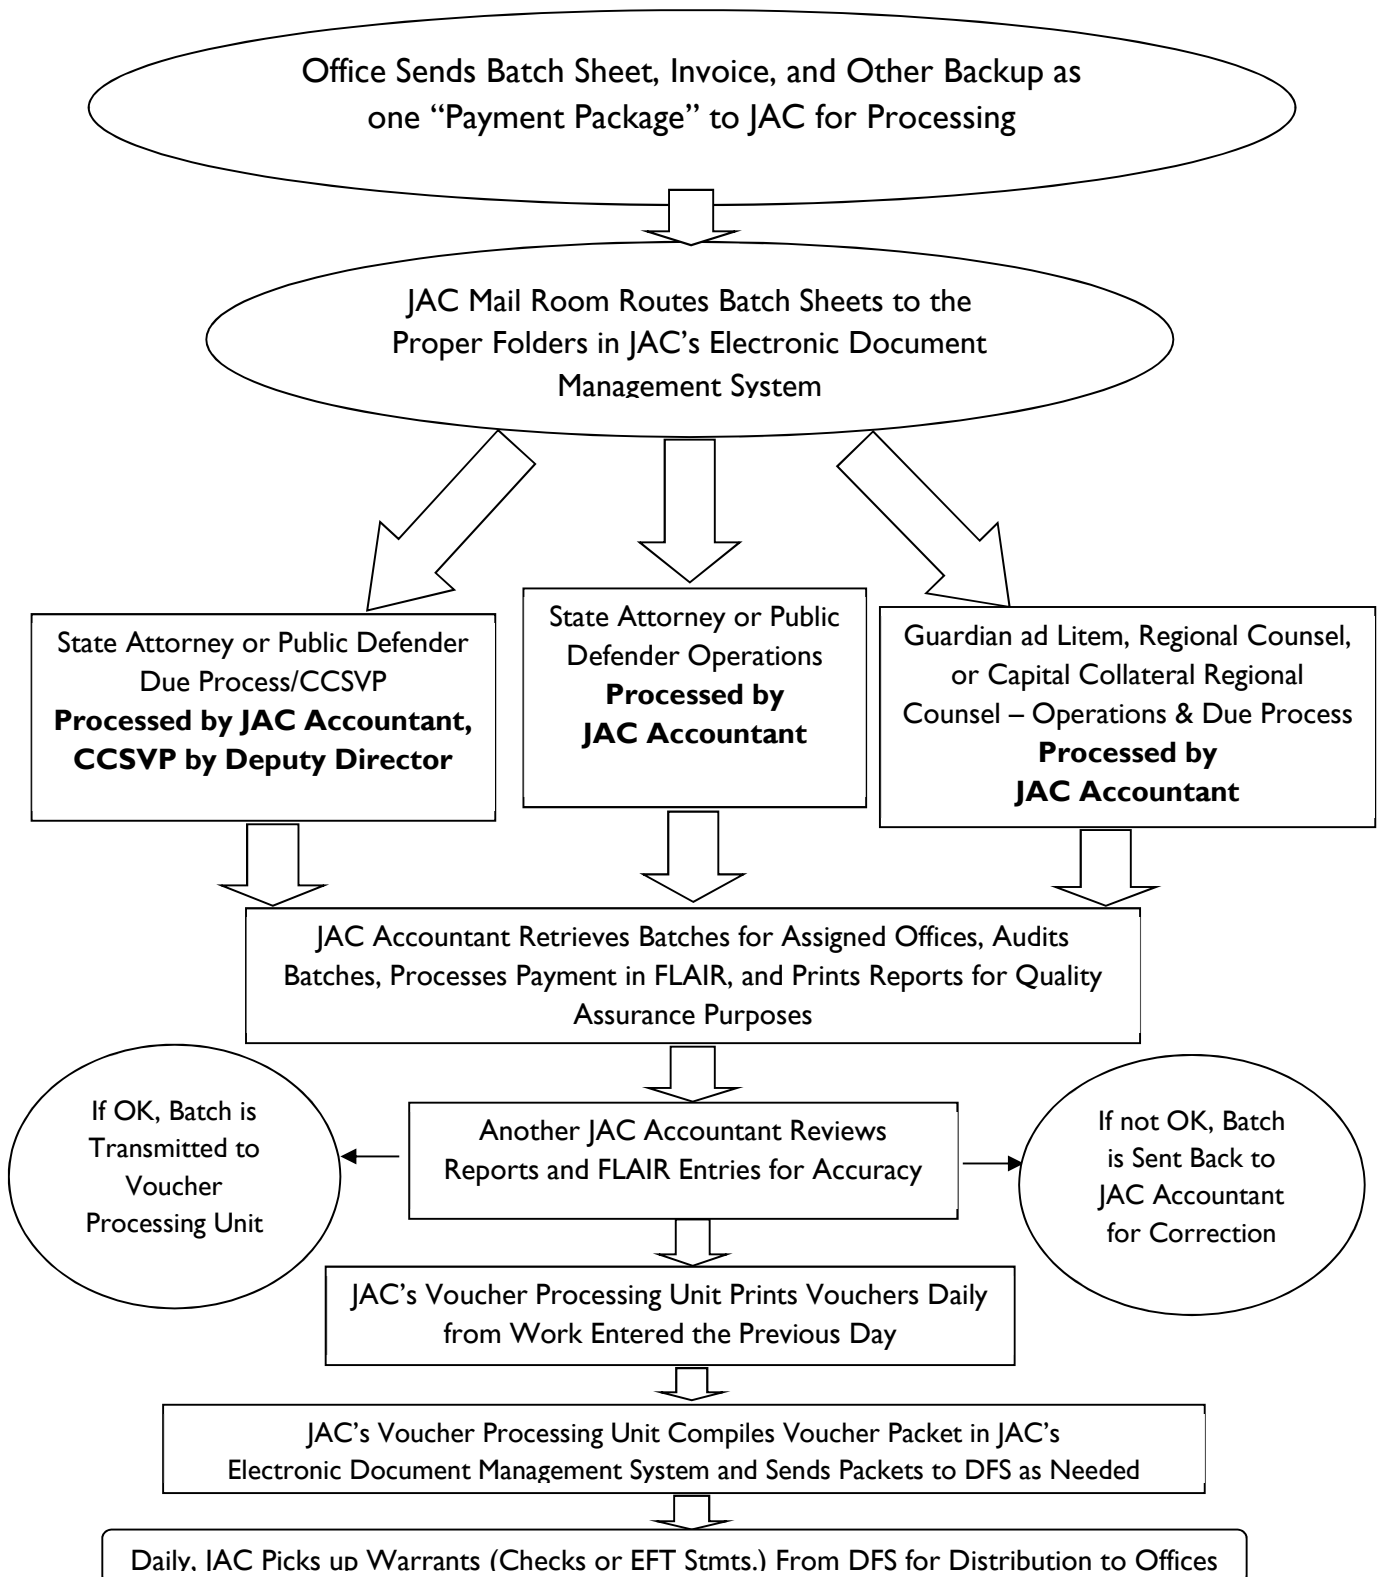 Office Sends Batch Sheet, Invoice, and Other Backup as
one “Payment Package” to JAC for Processing
JAC Mail Room Routes Batch Sheets to the
Proper Folders in JAC’s Electronic Document
Management System
State Attorney or Public Defender
Due Process/CCSVP
Processed by JAC Accountant,
CCSVP by Deputy Director
State Attorney or Public
Defender Operations
Processed by
JAC Accountant
Guardian ad Litem, Regional Counsel,
or Capital Collateral Regional
Counsel – Operations & Due Process
Processed by
JAC Accountant
JAC Accountant Retrieves Batches for Assigned Offices, Audits
Batches, Processes Payment in FLAIR, and Prints Reports for Quality
Assurance Purposes
If OK, Batch is
Transmitted to
Voucher
Processing Unit
Another JAC Accountant Reviews
Reports and FLAIR Entries for Accuracy
If not OK, Batch
is Sent Back to
JAC Accountant
for Correction
JAC’s Voucher Processing Unit Prints Vouchers Daily
from Work Entered the Previous Day
JAC’s Voucher Processing Unit Compiles Voucher Packet in JAC’s
Electronic Document Management System and Sends Packets to DFS as Needed
Daily, JAC Picks up Warrants (Checks or EFT Stmts.) From DFS for Distribution to Offices